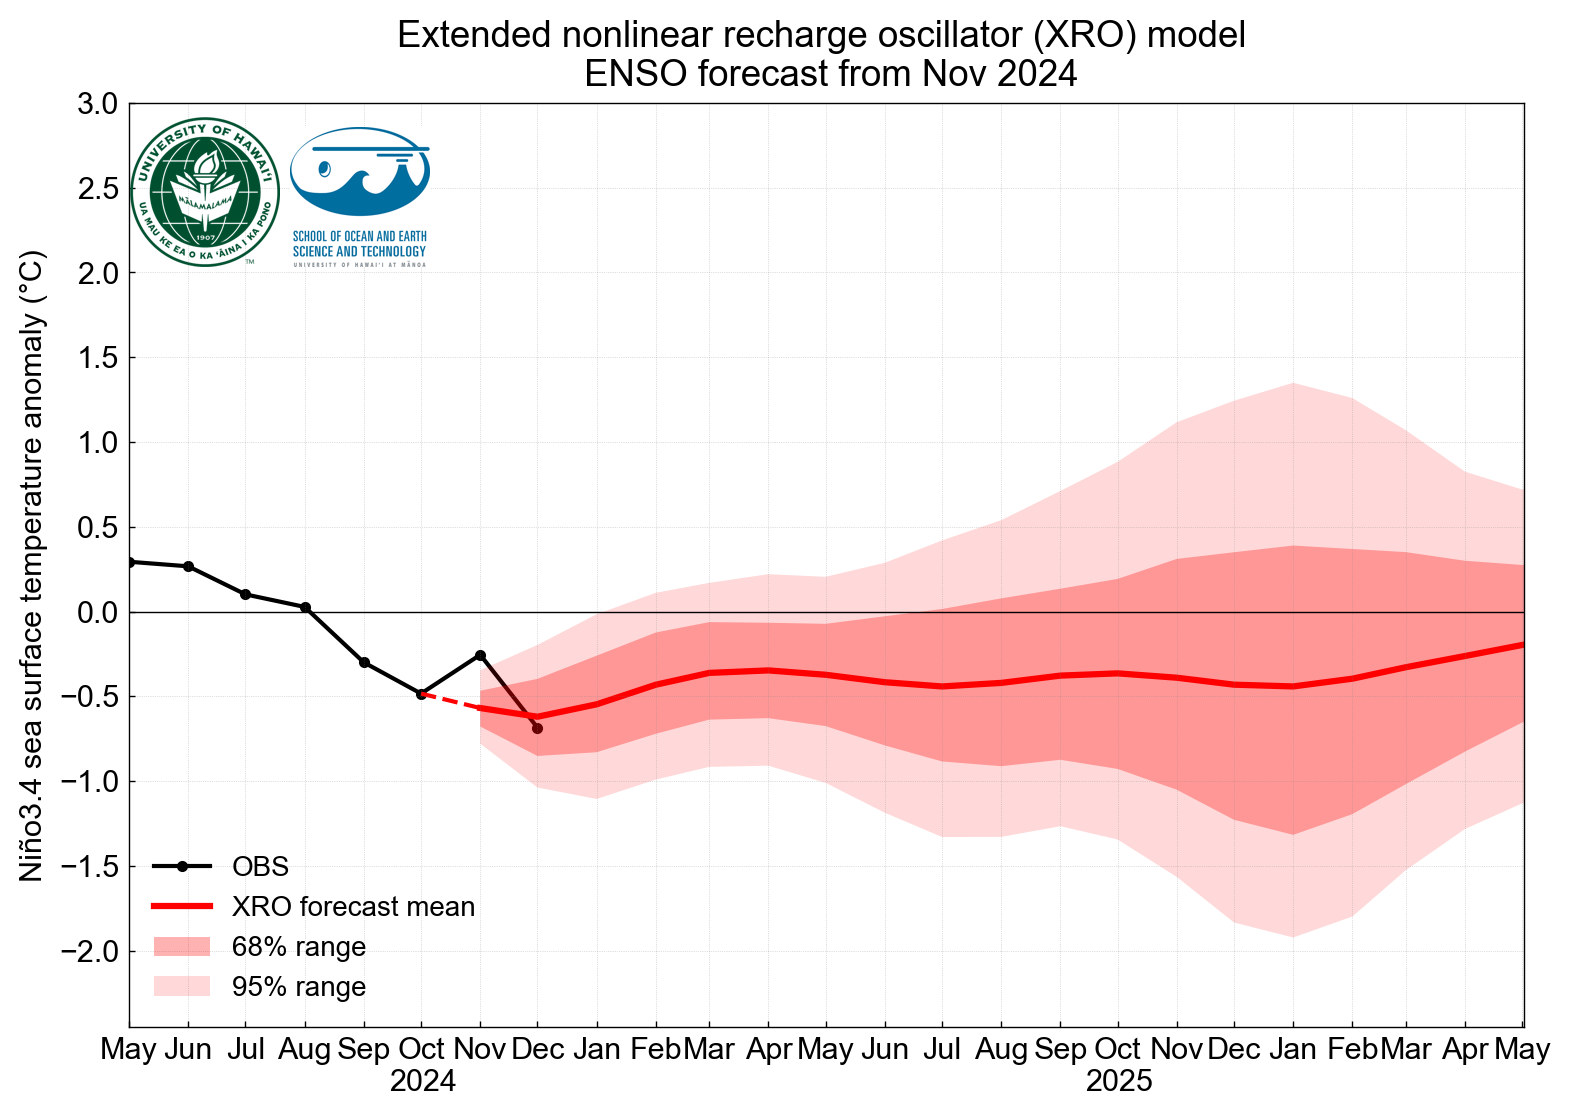 Extended nonlinear recharge oscillator (XRO) model
ENSO forecast from Nov 2024
3.0
2.5
2.0
1.5
1.0
0.5
0.0
−0.5
−1.0
−1.5
−2.0
Niño3.4 sea surface temperature anomaly (°C)
UNIVERSITY OF HAWAIʻI
MĀLAMALAMA
1907
UA MAU KE EA O KA ʻĀINA I KA PONO
TM
SCHOOL OF OCEAN AND EARTH
SCIENCE AND TECHNOLOGY
UNIVERSITY OF HAWAIʻI AT MĀNOA
OBS
XRO forecast mean
68% range
95% range
May Jun Jul Aug Sep Oct Nov Dec Jan Feb Mar Apr May Jun Jul Aug Sep Oct Nov Dec Jan Feb Mar Apr May
2024 2025